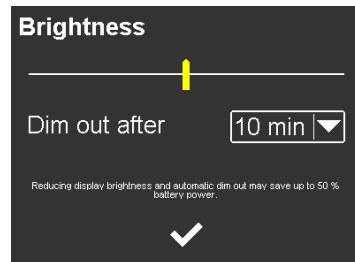 Brightness
Dim out after
10 min
Reducing display brightness and automatic dim out may save up to 50 %
battery power.